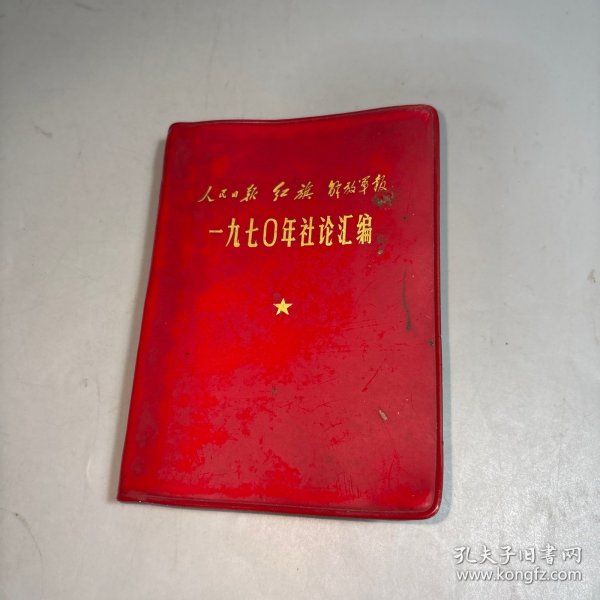 人民日报 红旗 解放军报
一九七〇年社论汇编
孔夫子旧书网
www.kongfz.com